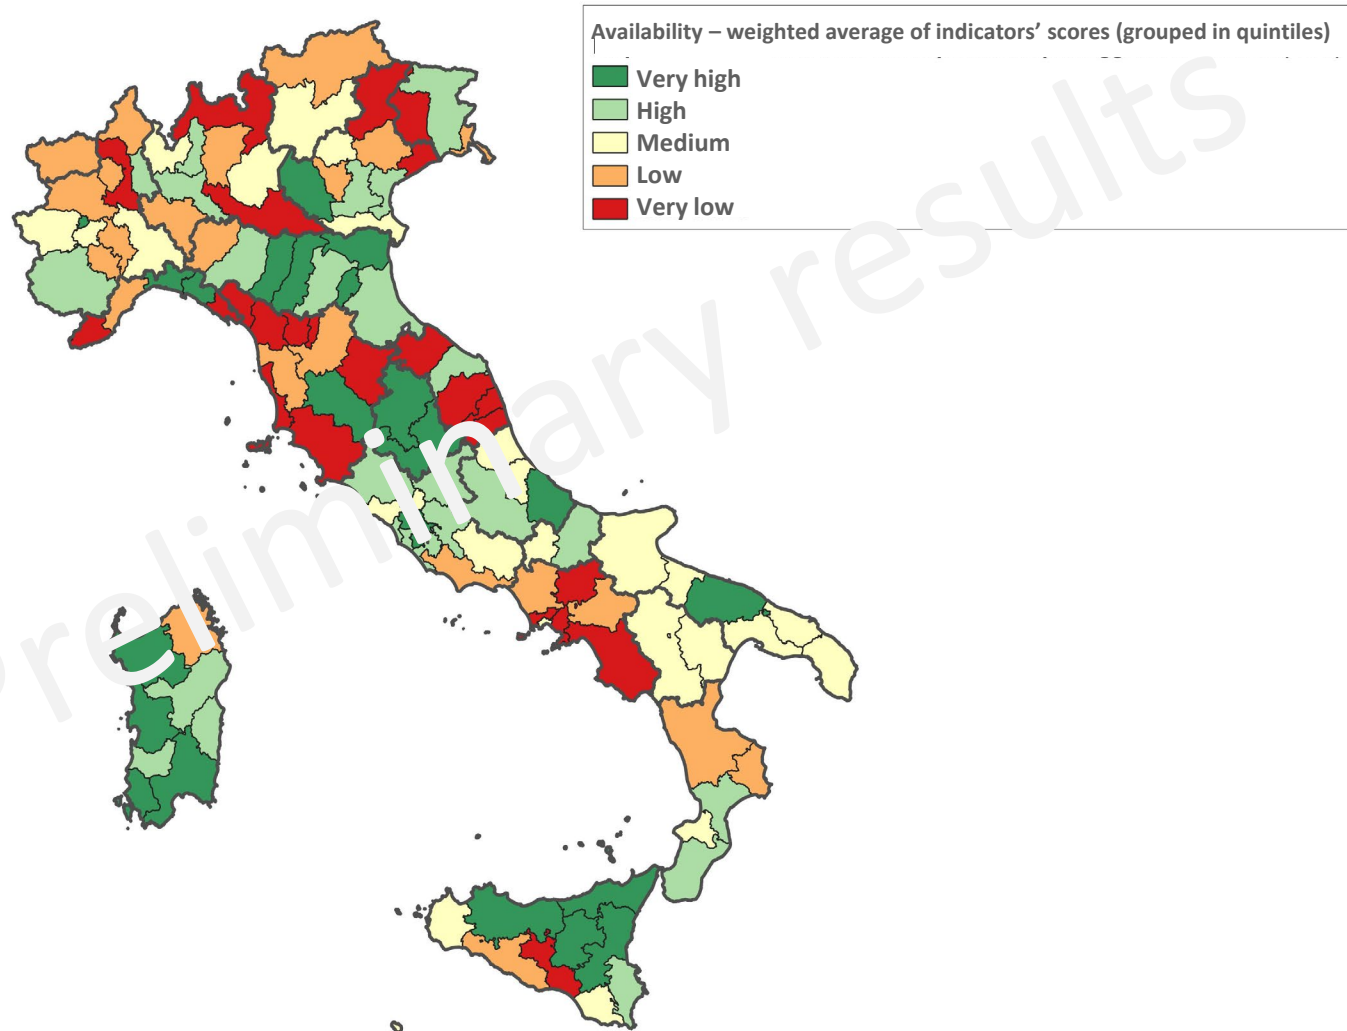 Availability – weighted average of indicators’ scores (grouped in quintiles)
Very high
High
Medium
Low
Very low
Preliminary results